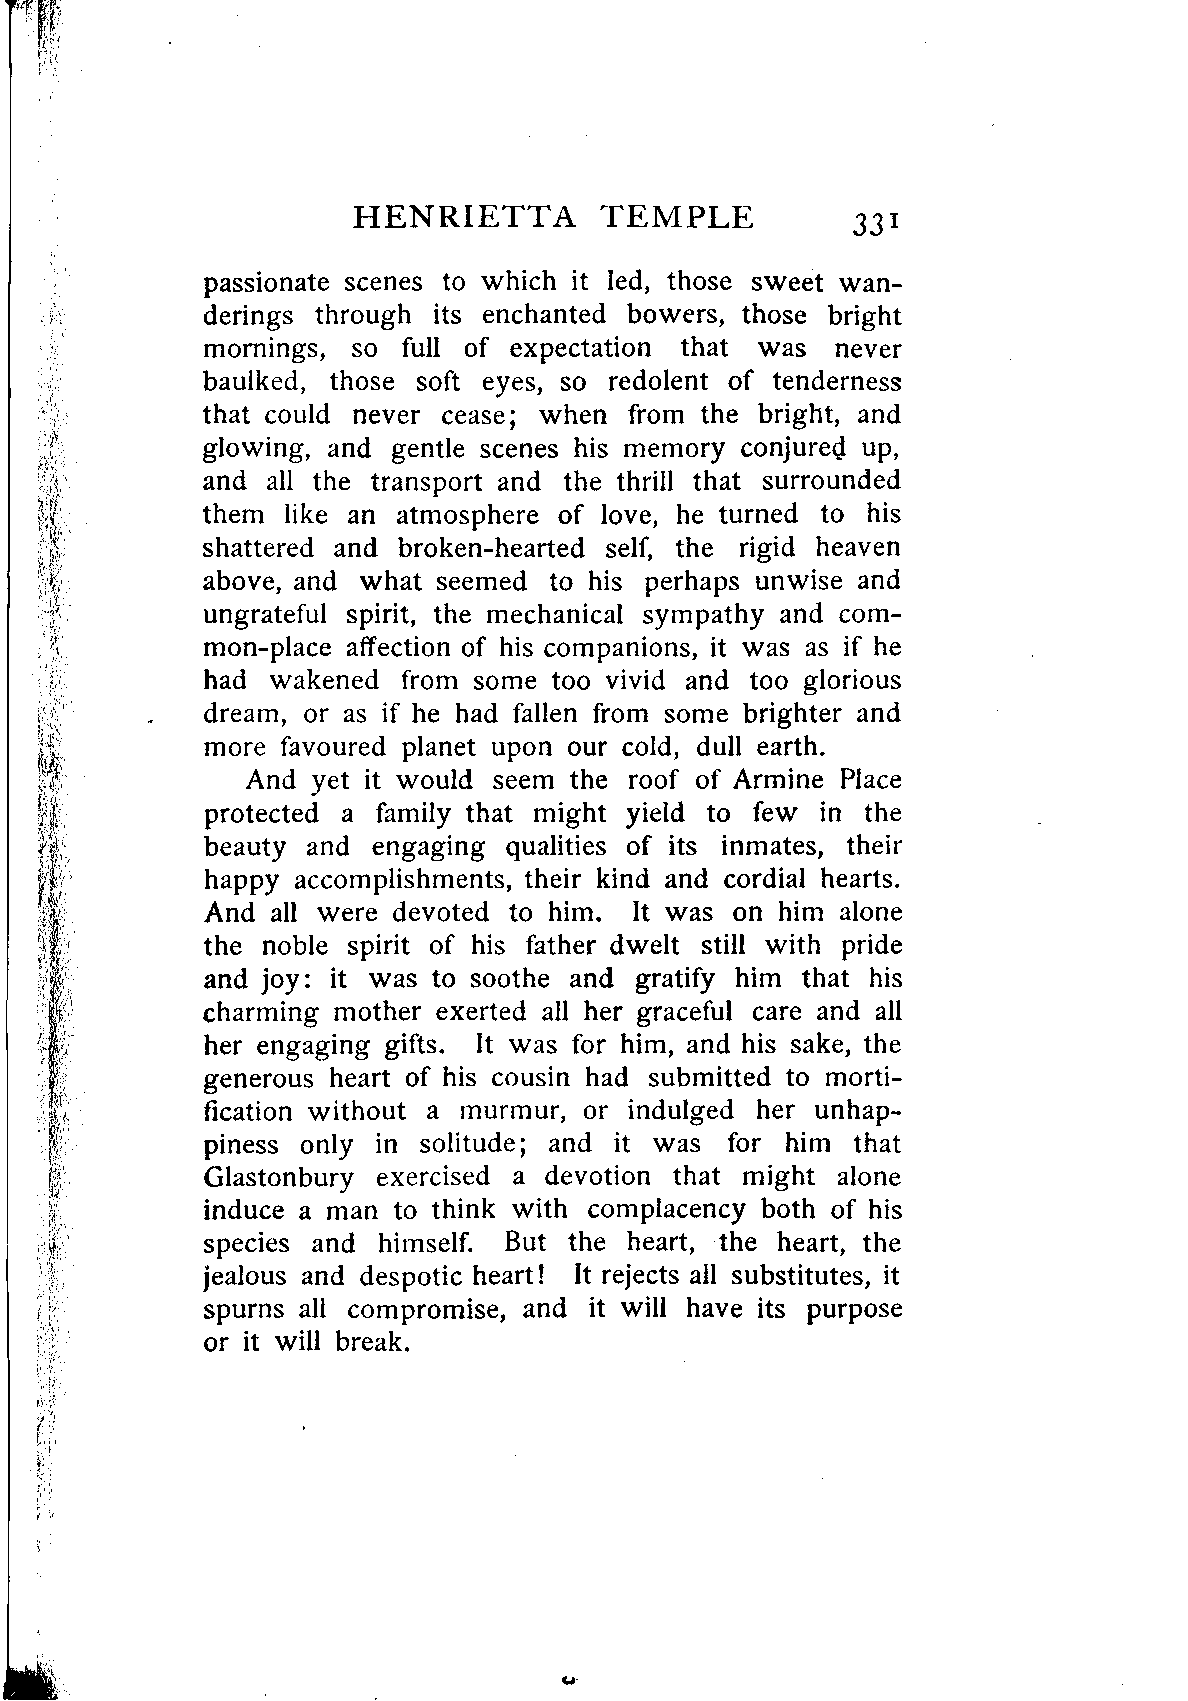 HENRIETTA TEMPLE 331
passionate scenes to which it led, those sweet wan-
derings through its enchanted bowers, those bright
mornings, so full of expectation that was never
baulked, those soft eyes, so redolent of tenderness
that could never cease; when from the bright, and
glowing, and gentle scenes his memory conjured up,
and all the transport and the thrill that surrounded
them like an atmosphere of love, he turned to his
shattered and broken-hearted self, the rigid heaven
above, and what seemed to his perhaps unwise and
ungrateful spirit, the mechanical sympathy and com-
mon-place affection of his companions, it was as if he
had wakened from some too vivid and too glorious
dream, or as if he had fallen from some brighter and
more favoured planet upon our cold, dull earth.
And yet it would seem the roof of Armine Place
protected a family that might yield to few in the
beauty and engaging qualities of its inmates, their
happy accomplishments, their kind and cordial hearts.
And all were devoted to him. It was on him alone
the noble spirit of his father dwelt still with pride
and joy: it was to soothe and gratify him that his
charming mother exerted all her graceful care and all
her engaging gifts. It was for him, and his sake, the
generous heart of his cousin had submitted to morti-
fication without a murmur, or indulged her unhap-
piness only in solitude; and it was for him that
Glastonbury exercised a devotion that might alone
induce a man to think with complacency both of his
species and himself. But the heart, the heart, the
jealous and despotic heart! It rejects all substitutes, it
spurns all compromise, and it will have its purpose
or it will break.